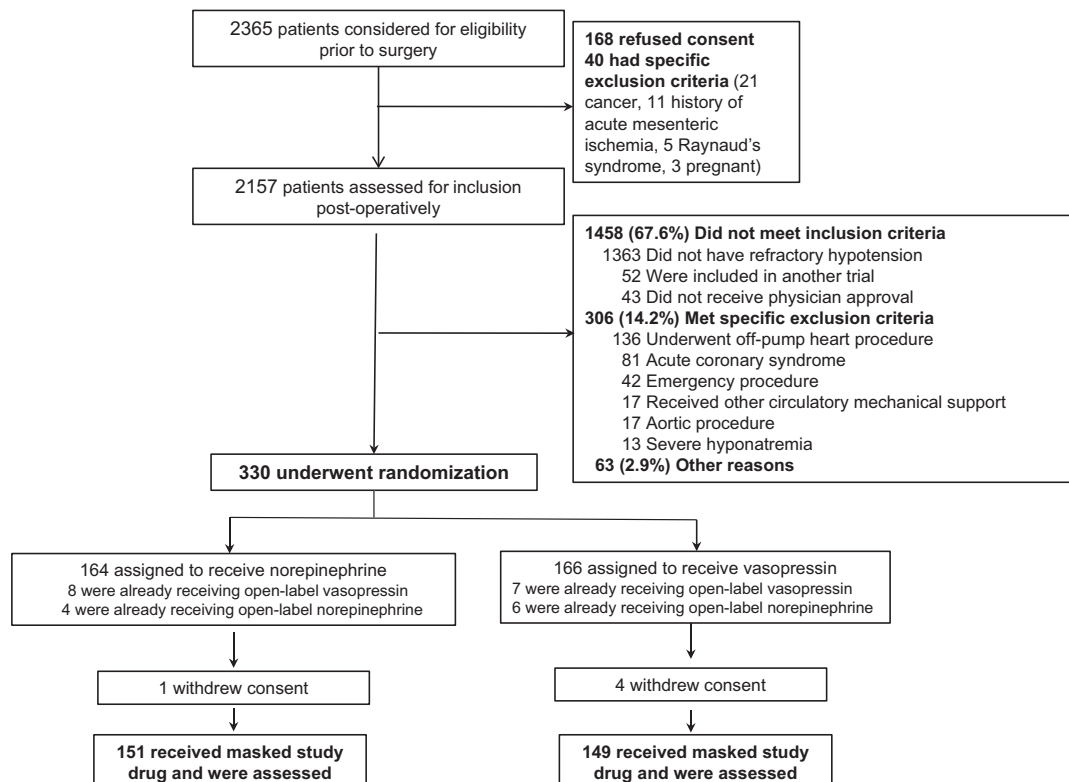 2365 patients considered for eligibility
prior to surgery
168 refused consent
40 had specific
exclusion criteria (21
cancer, 11 history of
acute mesenteric
ischemia, 5 Raynaud's
syndrome, 3 pregnant)
2157 patients assessed for inclusion
post-operatively
1458 (67.6%) Did not meet inclusion criteria
1363 Did not have refractory hypotension
52 Were included in another trial
43 Did not receive physician approval
306 (14.2%) Met specific exclusion criteria
136 Underwent off-pump heart procedure
81 Acute coronary syndrome
42 Emergency procedure
17 Received other circulatory mechanical support
17 Aortic procedure
13 Severe hyponatremia
63 (2.9%) Other reasons
330 underwent randomization
164 assigned to receive norepinephrine
8 were already receiving open-label vasopressin
4 were already receiving open-label norepinephrine
166 assigned to receive vasopressin
7 were already receiving open-label vasopressin
6 were already receiving open-label norepinephrine
1 withdrew consent
4 withdrew consent
151 received masked study
drug and were assessed
149 received masked study
drug and were assessed